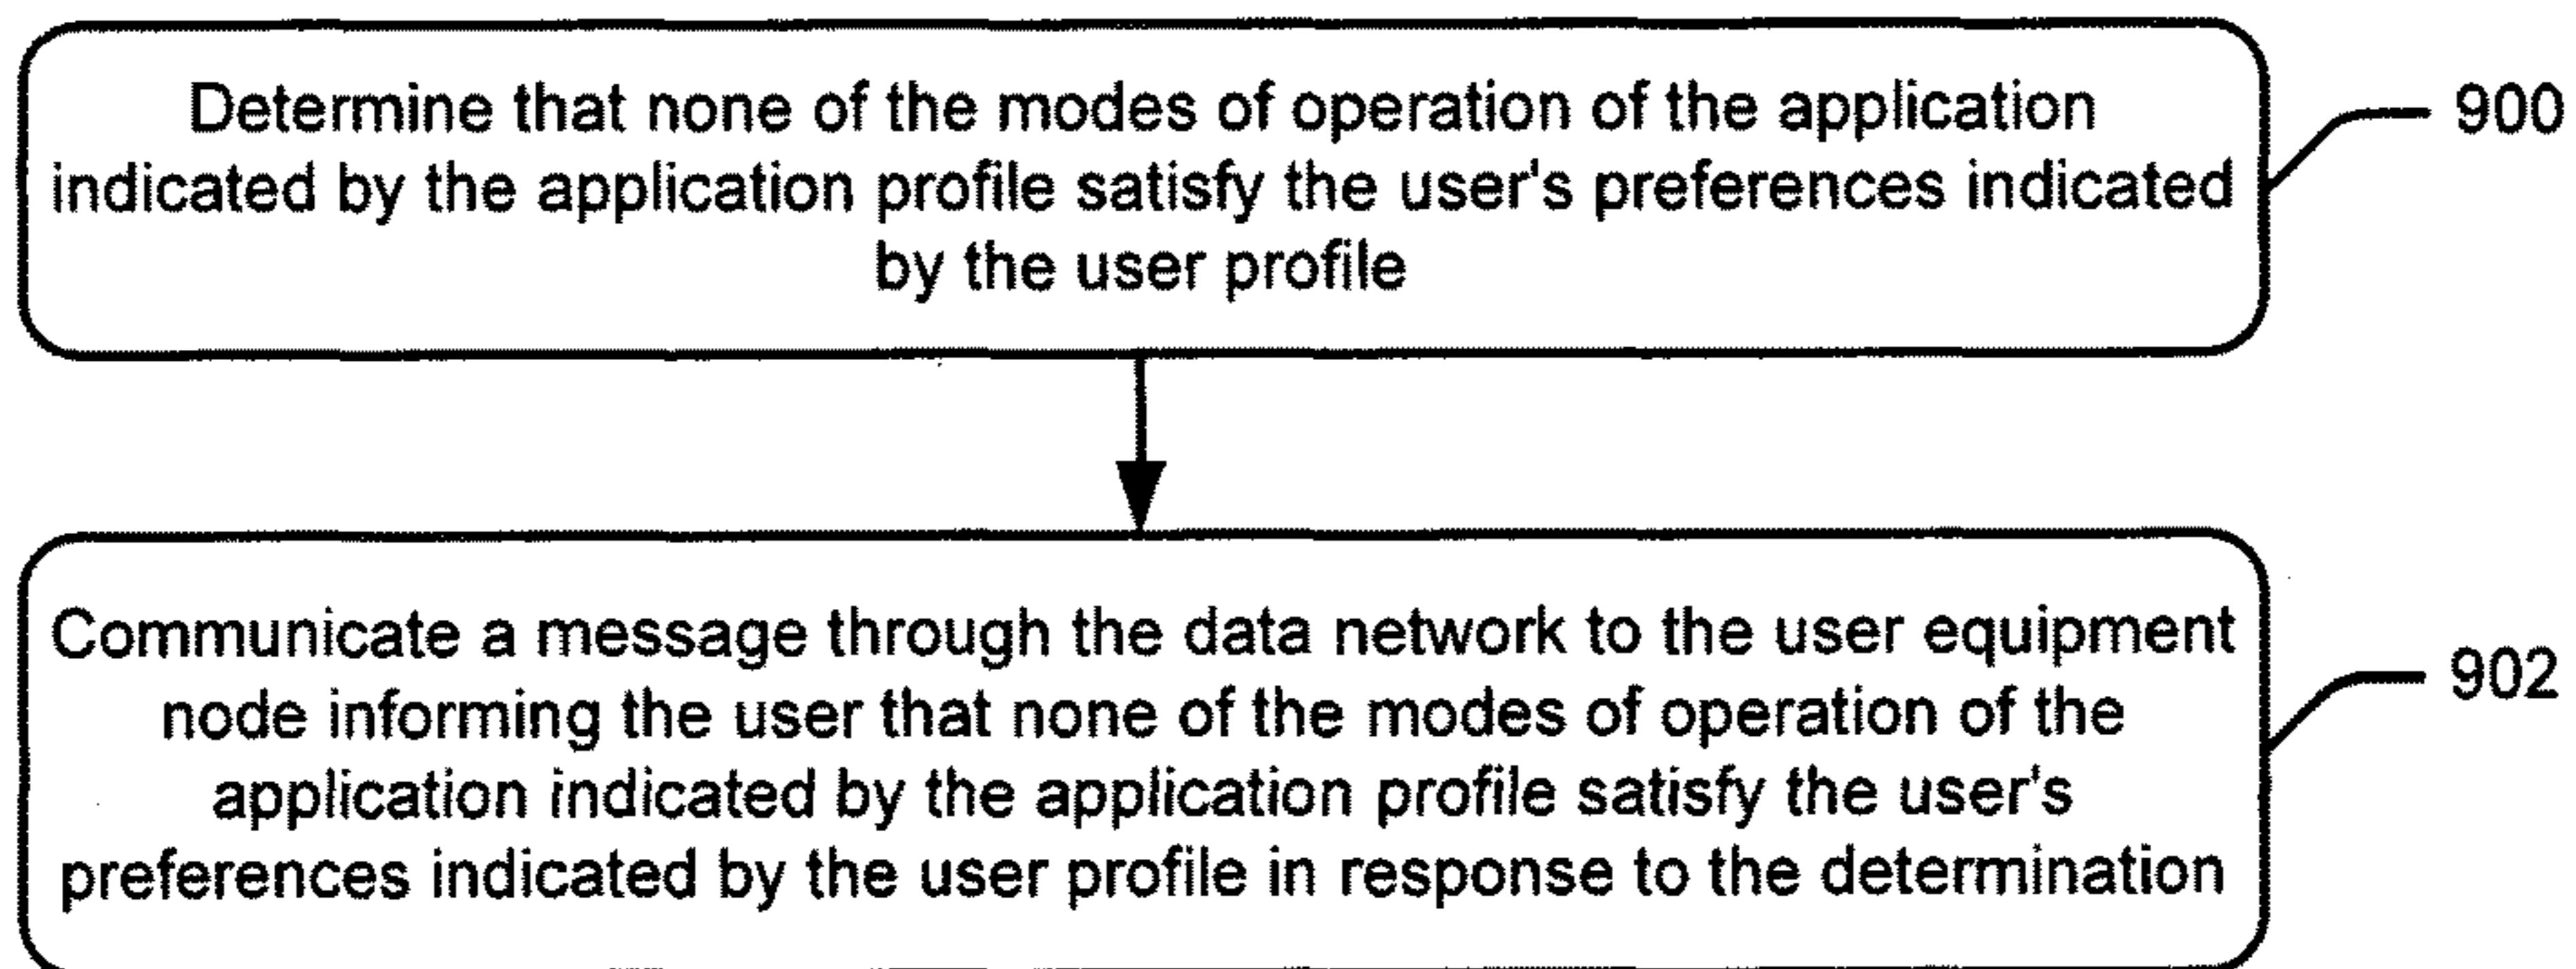 Determine that none of the modes of operation of the application
indicated by the application profile satisfy the user's preferences indicated
by the user profile
900
Communicate a message through the data network to the user equipment
node informing the user that none of the modes of operation of the
application indicated by the application profile satisfy the user's
preferences indicated by the user profile in response to the determination
902